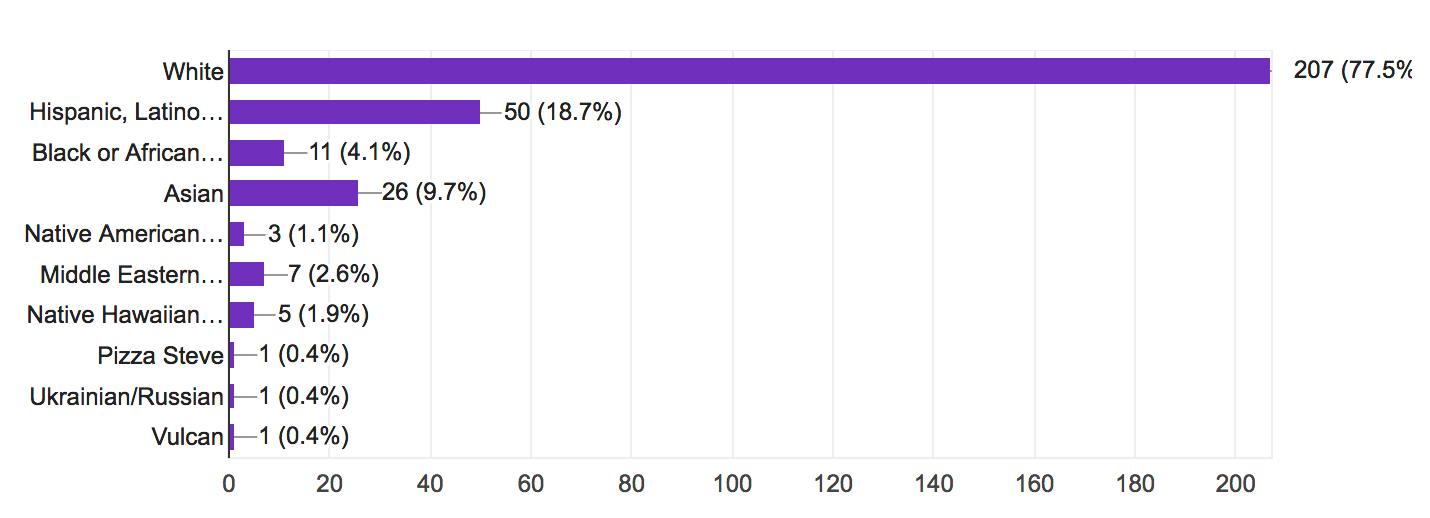 White 207 (77.5%
Hispanic, Latino… 50 (18.7%)
Black or African… 11 (4.1%)
Asian 26 (9.7%)
Native American… 3 (1.1%)
Middle Eastern… 7 (2.6%)
Native Hawaiian… 5 (1.9%)
Pizza Steve 1 (0.4%)
Ukrainian/Russian 1 (0.4%)
Vulcan 1 (0.4%)
0 20 40 60 80 100 120 140 160 180 200